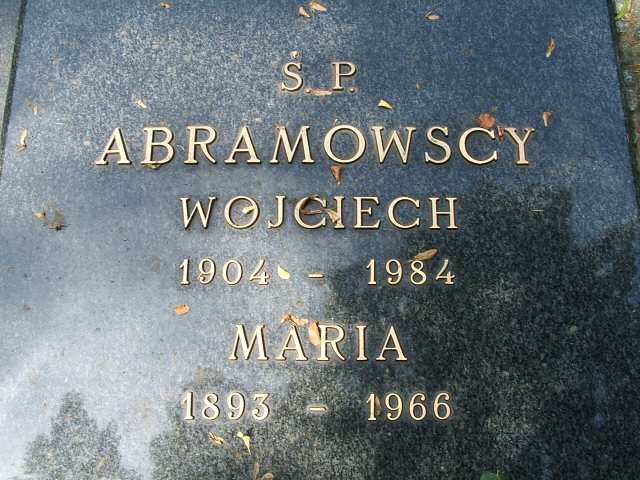 Ś. P.
ABRAMOWSCY
WOJCIECH
1904 - 1984
MARIA
1893 - 1966